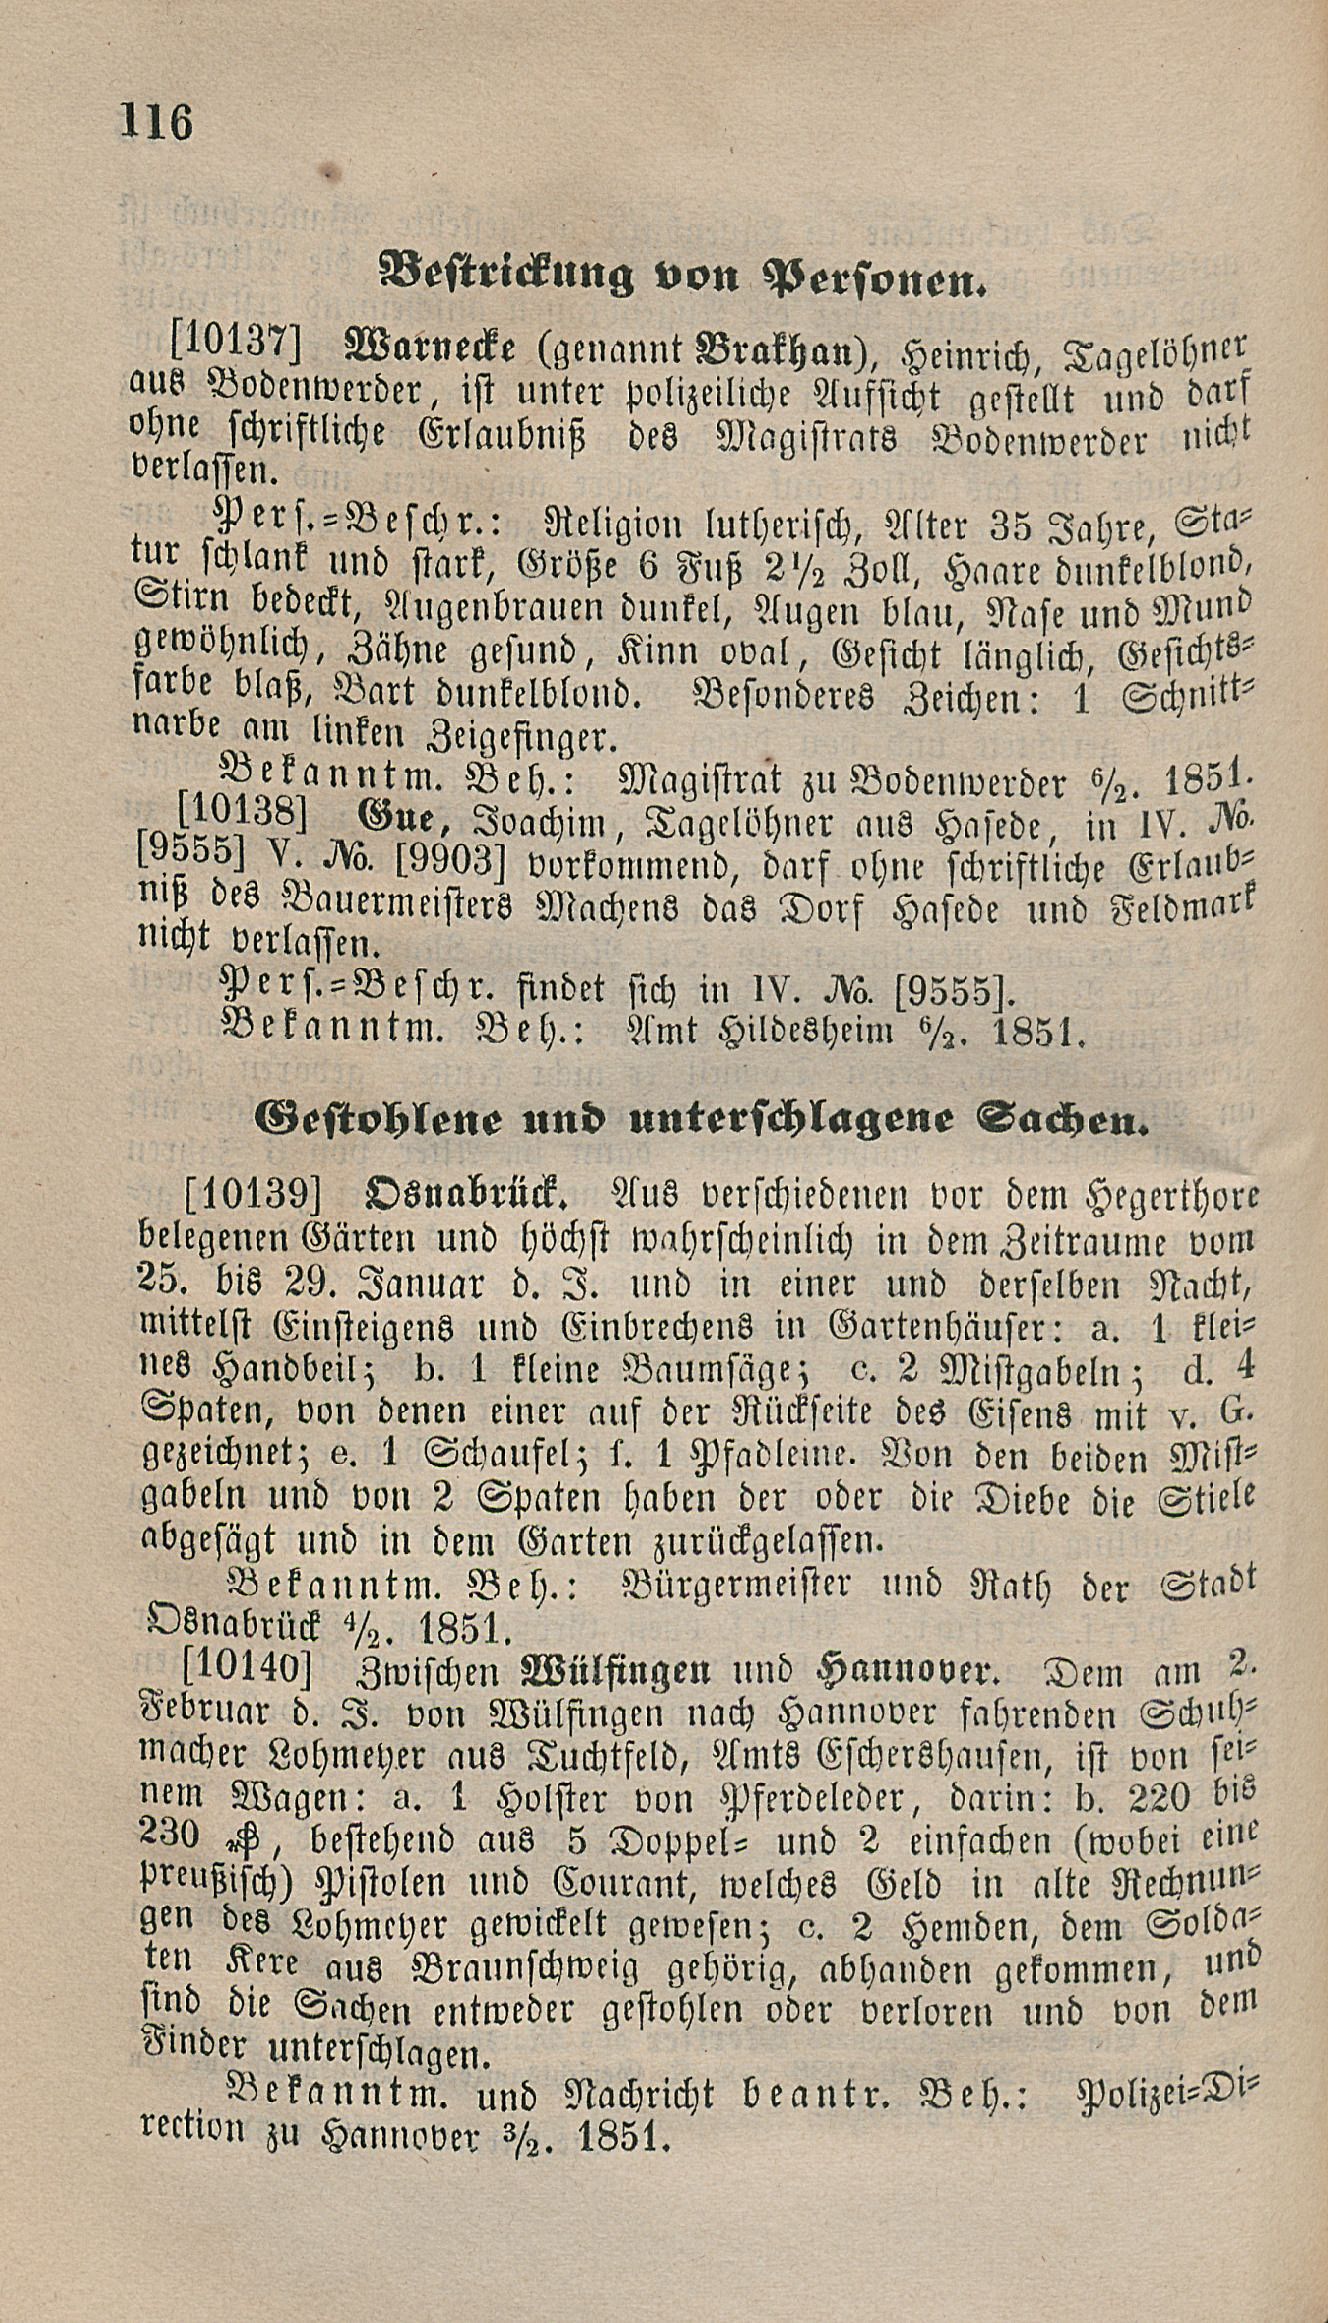 116
Bestrickung von Personen.
[10137] Warnecke (genannt Brakhan), Heinrich, Tagelöhner
aus Bodenwerder, ist unter polizeiliche Aufsicht gestellt und darf
ohne schriftliche Erlaubniß des Magistrats Bodenwerder nicht
verlassen.
Pers.=Beschr.: Religion lutherisch, Alter 35 Jahre, Sta=
tur schlank und stark, Größe 6 Fuß 2½ Zoll, Haare dunkelblond,
Stirn bedeckt, Augenbrauen dunkel, Augen blau, Nase und Mund
gewöhnlich, Zähne gesund, Kinn oval, Gesicht länglich, Gesichts=
farbe blaß, Bart dunkelblond. Besonderes Zeichen: 1 Schnitt=
narbe am linken Zeigefinger.
Bekanntm. Beh.: Magistrat zu Bodenwerder 6/2. 1851.
[10138] Gue, Joachim, Tagelöhner aus Hasede, in IV. No.
[9555] V. No. [9903] vorkommend, darf ohne schriftliche Erlaub=
niß des Bauermeisters Machens das Dorf Hasede und Feldmark
nicht verlassen.
Pers.=Beschr. findet sich in IV. No. [9555].
Bekanntm. Beh.: Amt Hildesheim 6/2. 1851.
Gestohlene und unterschlagene Sachen.
[10139] Osnabrück. Aus verschiedenen vor dem Hegerthore
belegenen Gärten und höchst wahrscheinlich in dem Zeitraume vom
25. bis 29. Januar d. J. und in einer und derselben Nacht,
mittelst Einsteigens und Einbrechens in Gartenhäuser: a. 1 klei=
nes Handbeil; b. 1 kleine Baumsäge; c. 2 Mistgabeln; d. 4
Spaten, von denen einer auf der Rückseite des Eisens mit v. G.
gezeichnet; e. 1 Schaufel; f. 1 Pfadleine. Von den beiden Mist=
gabeln und von 2 Spaten haben der oder die Diebe die Stiele
abgesägt und in dem Garten zurückgelassen.
Bekanntm. Beh.: Bürgermeister und Rath der Stadt
Osnabrück 4/2. 1851.
[10140] Zwischen Wülfingen und Hannover. Dem am 2.
Februar d. J. von Wülfingen nach Hannover fahrenden Schuh=
macher Lohmeyer aus Tuchtfeld, Amts Eschershausen, ist von sei=
nem Wagen: a. 1 Holster von Pferdeleder, darin: b. 220 bis
230 ₰, bestehend aus 5 Doppel= und 2 einfachen (wobei eine
preußisch) Pistolen und Courant, welches Geld in alte Rechnun=
gen des Lohmeyer gewickelt gewesen; c. 2 Hemden, dem Solda=
ten Kere aus Braunschweig gehörig, abhanden gekommen, und
sind die Sachen entweder gestohlen oder verloren und von dem
Finder unterschlagen.
Bekanntm. und Nachricht beantr. Beh.: Polizei=Di=
rection zu Hannover 3/2. 1851.